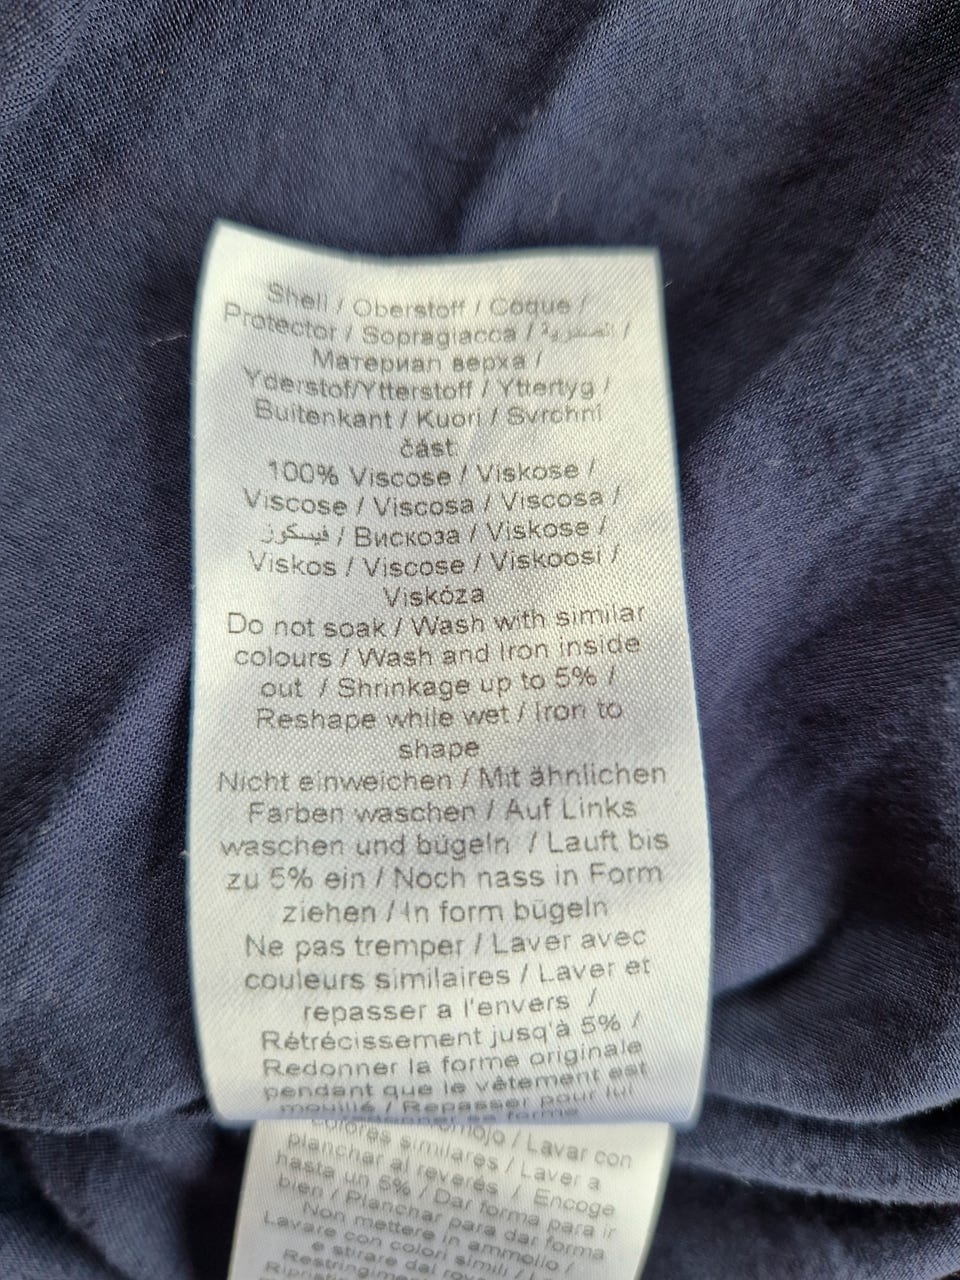 Shell / Oberstoff / Coque /
Protector / Sopragiacca / /
Материал верха /
Yderstof/Ytterstoff / Yttertyg /
Buitenkant / Kuori / Svrchní
část:
100% Viscose / Viskose /
Viscose / Viscosa / Viscosa /
فيسكوز / Вискоза / Viskose /
Viskos / Viscose / Viskoosi /
Viskóza
Do not soak / Wash with similar
colours / Wash and Iron inside
out / Shrinkage up to 5% /
Reshape while wet / Iron to
shape
Nicht einweichen / Mit ähnlichen
Farben waschen / Auf Links
waschen und bügeln / Lauft bis
zu 5% ein / Noch nass in Form
ziehen / In form bügeln
Ne pas tremper / Laver avec
couleurs similaires / Laver et
repasser a l'envers /
Rétrécissement jusq'à 5% /
Redonner la forme originale
pendant que le vêtement est
mouillé / Repasser pour lui
forme
/ Lavar con
colores similares / Laver a
planchar al reverés / Encoge
hasta un 5% / Dar forma para ir
bien / Planchar para dar forma
Non mettere in ammollo /
Lavare con colori simili /
e stirare dal